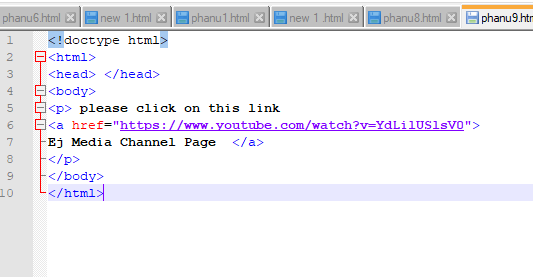 phanu6.html new 1.html phanu1.html new 1 .html phanu8.html phanu9.htm
1 <!doctype html>
2 <html>
3 <head> </head>
4 <body>
5 <p> please click on this link
6 <a href="https://www.youtube.com/watch?v=YdLilUSlsV0">
7 Ej Media Channel Page  </a>
8 </p>
9 </body>
10 </html>